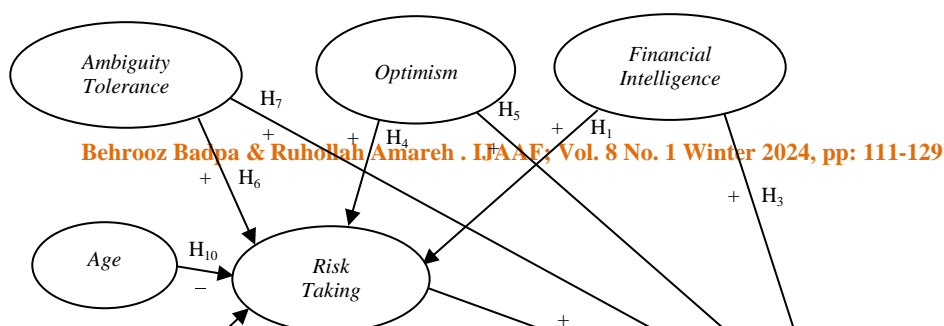 Ambiguity
Tolerance
Optimism
Financial
Intelligence
H7
H5
+
+
+
+
H4
H1
Behrooz Badpa & Ruhollah Amareh . IJAAF; Vol. 8 No. 1 Winter 2024, pp: 111-129
+
H6
+
H3
Age
H10
−
Risk
Taking
+